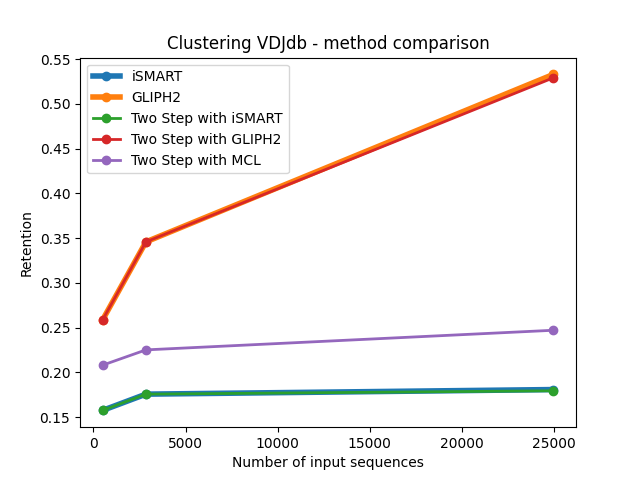 Clustering VDJdb - method comparison
iSMART
GLIPH2
Two Step with iSMART
Two Step with GLIPH2
Two Step with MCL
Retention
0.55
0.50
0.45
0.40
0.35
0.30
0.25
0.20
0.15
0
5000
10000
15000
20000
25000
Number of input sequences